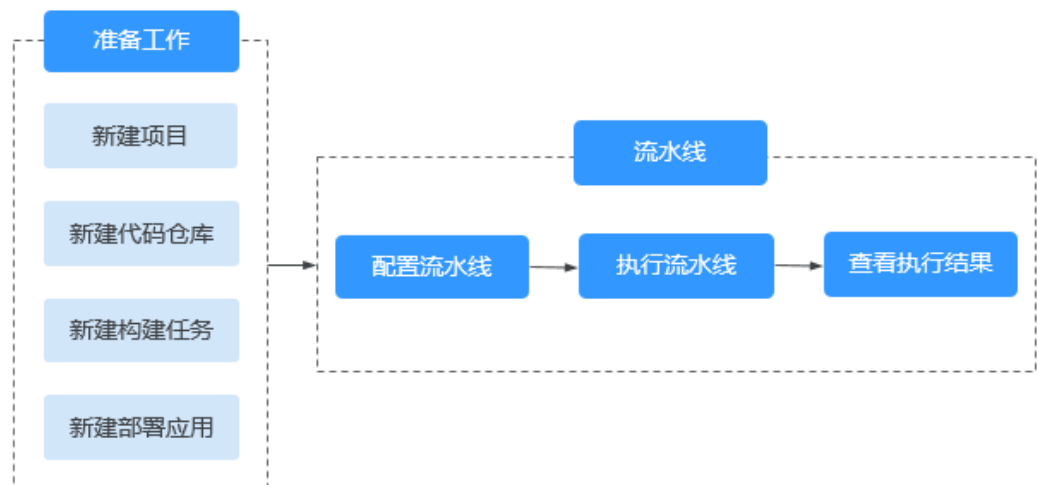 准备工作
新建项目
新建代码仓库
新建构建任务
新建部署应用
流水线
配置流水线
执行流水线
查看执行结果